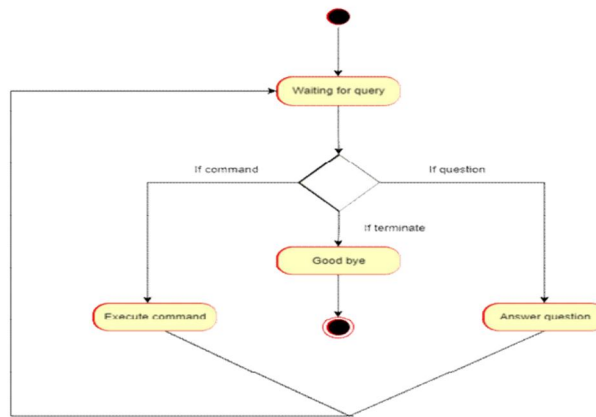 Waiting for query
If command
If question
If terminate
Good bye
Execute command
Answer question